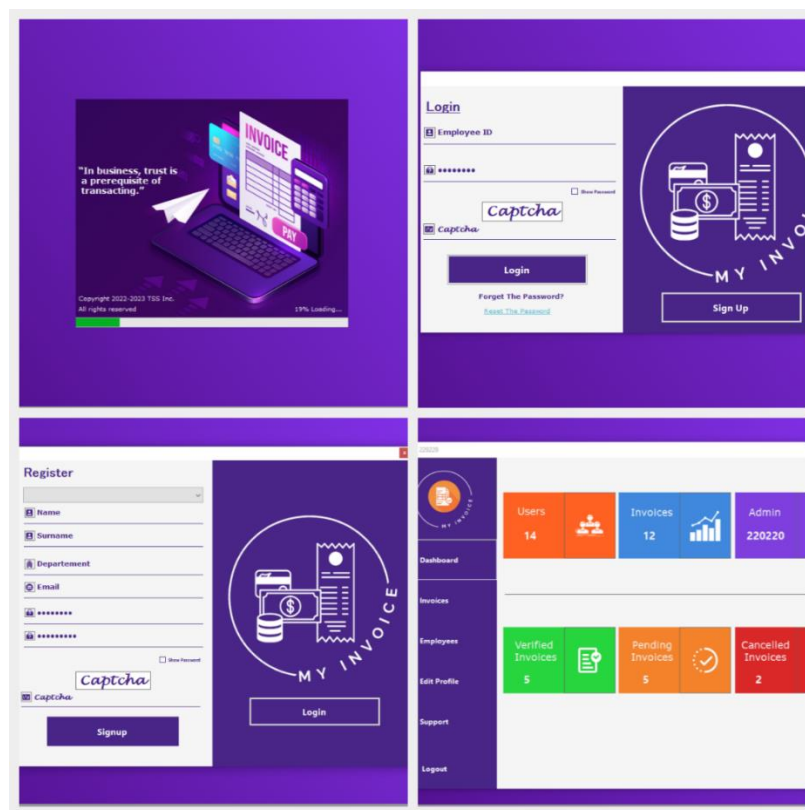 INVOICE
"In business, trust is
a prerequisite of
transacting."
PAY
Copyright 2022-2023 TSS Inc.
All rights reserved
19% Loading...
Login
Employee ID
Show Password
Captcha
Captcha
Login
Forget The Password?
Reset The Password
MY INVO
Sign Up
Register
Name
Surname
Departement
Email
Show Password
Captcha
Captcha
Signup
MY INVOICE
Login
220220
MY INVOICE
Dashboard
Invoices
Employees
Edit Profile
Support
Logout
Users
14
Invoices
12
Admin
220220
Verified
Invoices
5
Pending
Invoices
5
Cancelled
Invoices
2